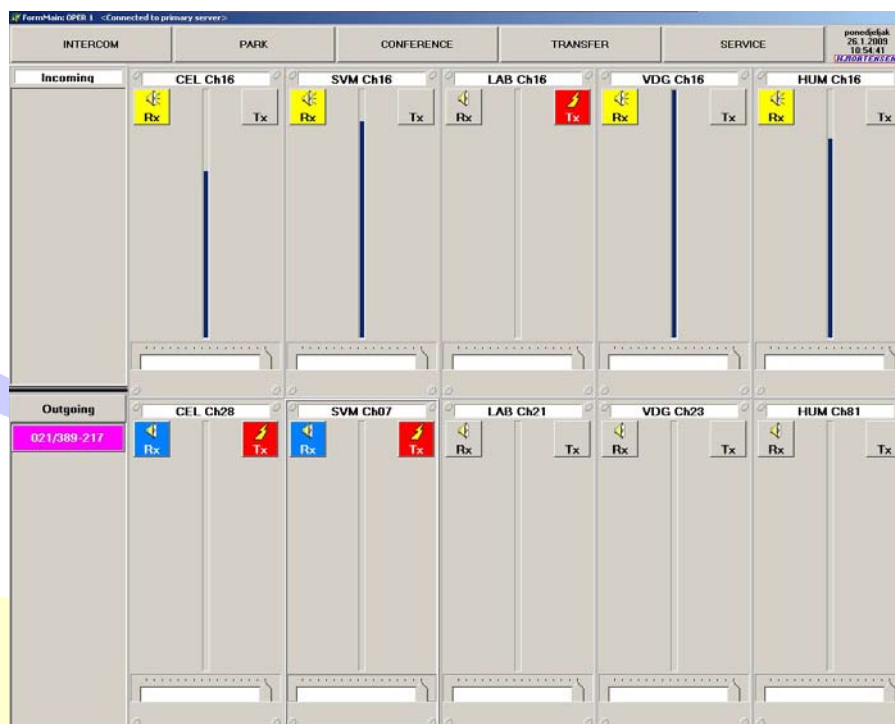 FormMain: OPER 1 <Connected to primary server>
INTERCOM PARK CONFERENCE TRANSFER SERVICE
ponedjeljak
26.1.2009
10:54:41
H.MORTENSEN
Incoming
CEL Ch16 SVM Ch16 LAB Ch16 VDG Ch16 HUM Ch16
Rx Tx Rx Tx Rx Tx Rx Tx Rx Tx
Outgoing
CEL Ch28 SVM Ch07 LAB Ch21 VDG Ch23 HUM Ch81
021/389-217
Rx Tx Rx Tx Rx Tx Rx Tx Rx Tx